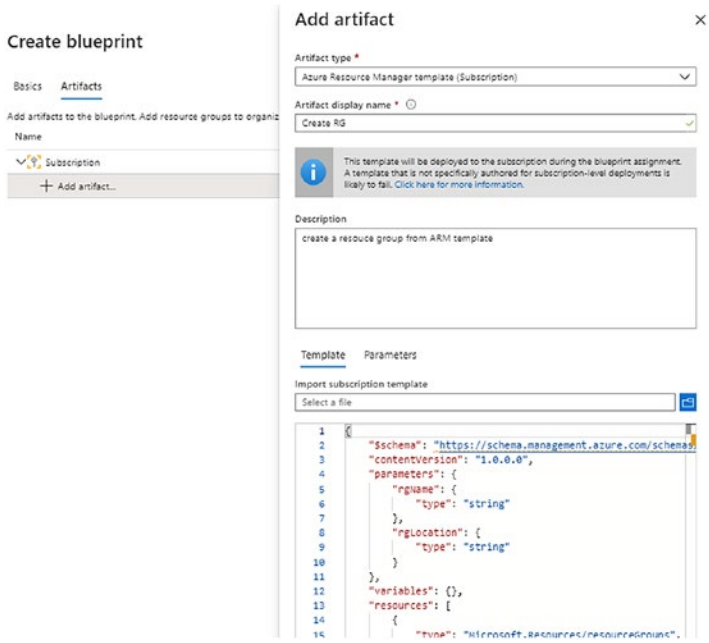 Create blueprint
Basics Artifacts
Add artifacts to the blueprint. Add resource groups to organiz
Name
Subscription
Add artifact...
Add artifact
Artifact type *
Azure Resource Manager template (Subscription)
Artifact display name *
Create RG
This template will be deployed to the subscription during the blueprint assignment.
A template that is not specifically authored for subscription-level deployments is
likely to fail. Click here for more information.
Description
create a resouce group from ARM template
Template Parameters
Import subscription template
Select a file
1 {
2 "$schema": "https://schema.management.azure.com/schemas/
3 "contentVersion": "1.0.0.0",
4 "parameters": {
5 "rgName": {
6 "type": "string"
7 },
8 "rgLocation": {
9 "type": "string"
10 }
11 },
12 "variables": {},
13 "resources": [
14 {
15 "type": "Microsoft.Resources/resourceGroups",